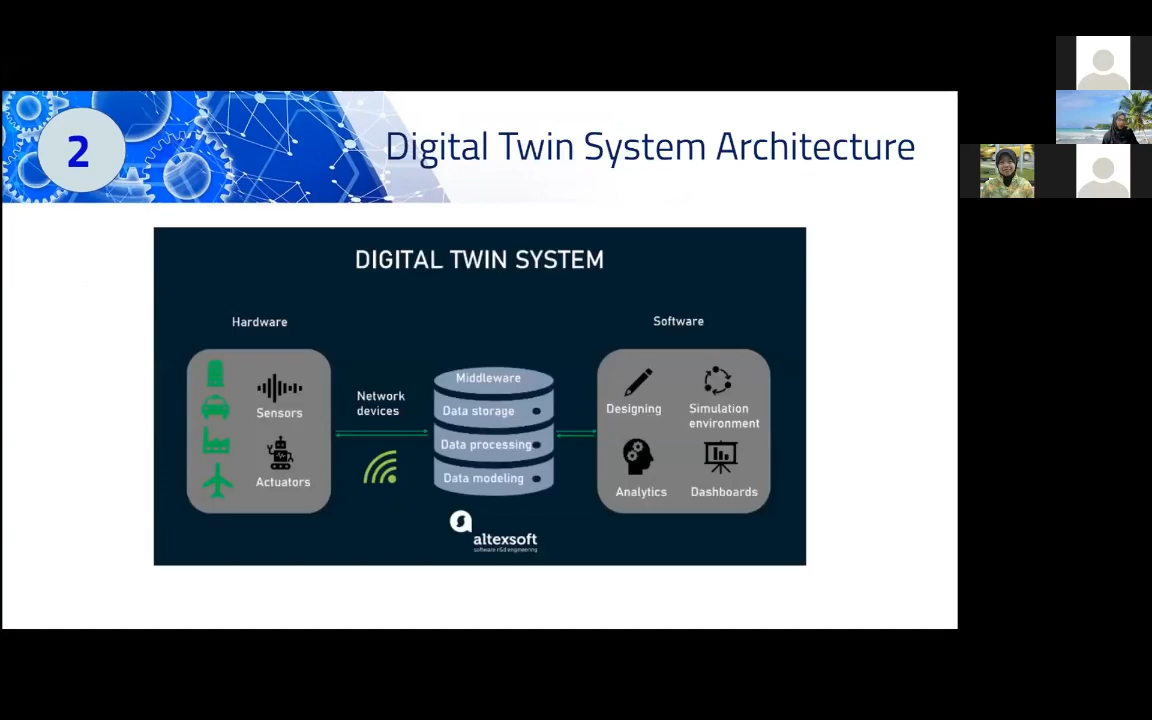 2
Digital Twin System Architecture
DIGITAL TWIN SYSTEM
Hardware
Software
Sensors
Actuators
Network
devices
Middleware
Data storage
Data processing
Data modeling
Designing
Simulation
environment
Analytics
Dashboards
altexsoft
software r&d engineering